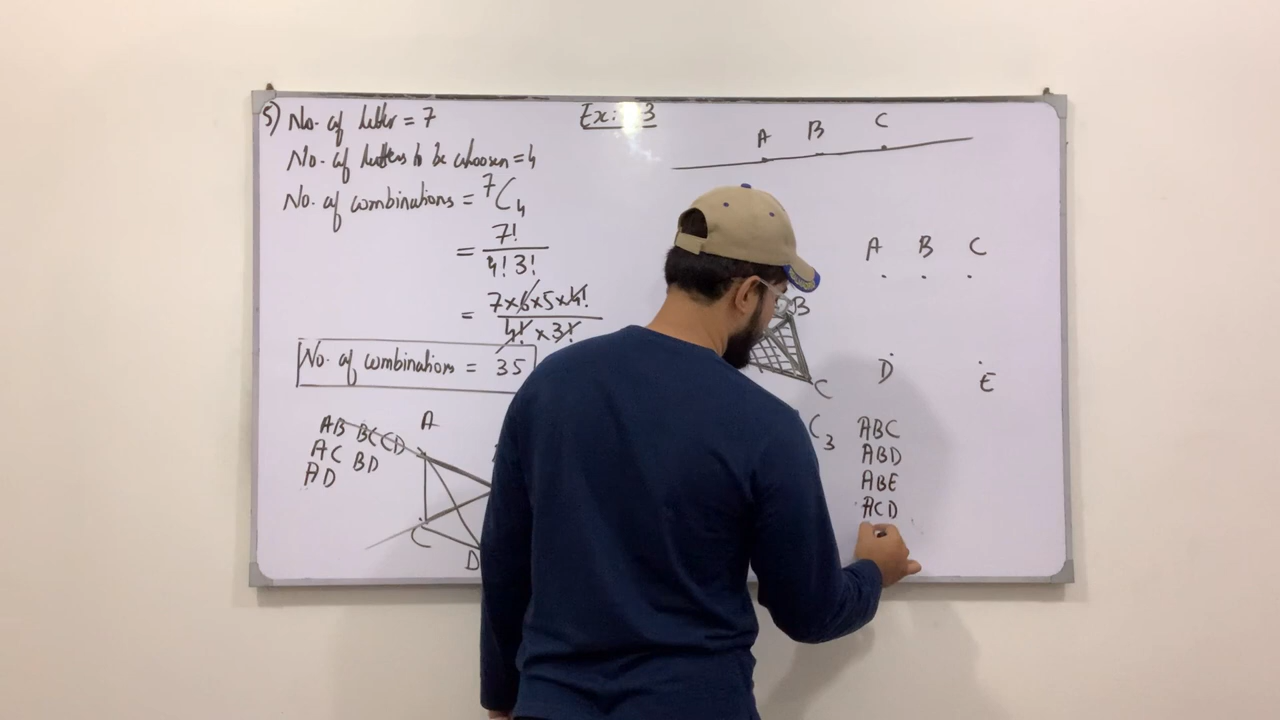 5) No. of letter = 7
No. of letters to be choosen = 4
No. of combinations = ⁷C₄
= 7!
4! 3!
= 7×6×5×4!
4! × 3!
No. of combinations = 35
AB BC CD
AC BD
AD
A
C
D
Ex: 3
A B C
A B C
D E
B
C
C₃
ABC
ABD
ABE
ACD